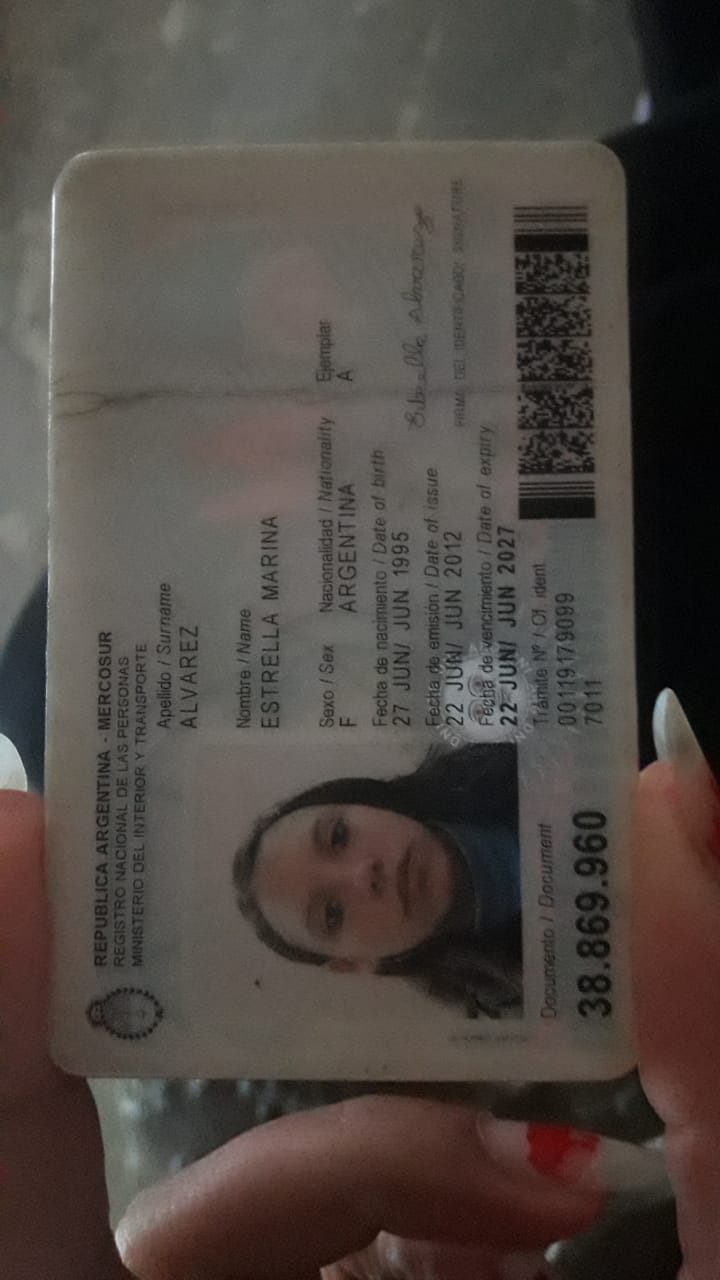 REPUBLICA ARGENTINA - MERCOSUR
REGISTRO NACIONAL DE LAS PERSONAS
MINISTERIO DEL INTERIOR Y TRANSPORTE
Apellido / Surname
ALVAREZ
Nombre / Name
ESTRELLA MARINA
Sexo / Sex Nacionalidad / Nationality Ejemplar
F ARGENTINA A
Fecha de nacimiento / Date of birth
27 JUN/ JUN 1995
Fecha de emisión / Date of issue
22 JUN/ JUN 2012
Fecha de vencimiento / Date of expiry
22 JUN/ JUN 2027
FIRMA DEL IDENTIFICADO/ SIGNATURE
Trámite Nº / Of. ident
00119179099
7011
Documento / Document
38.869.960